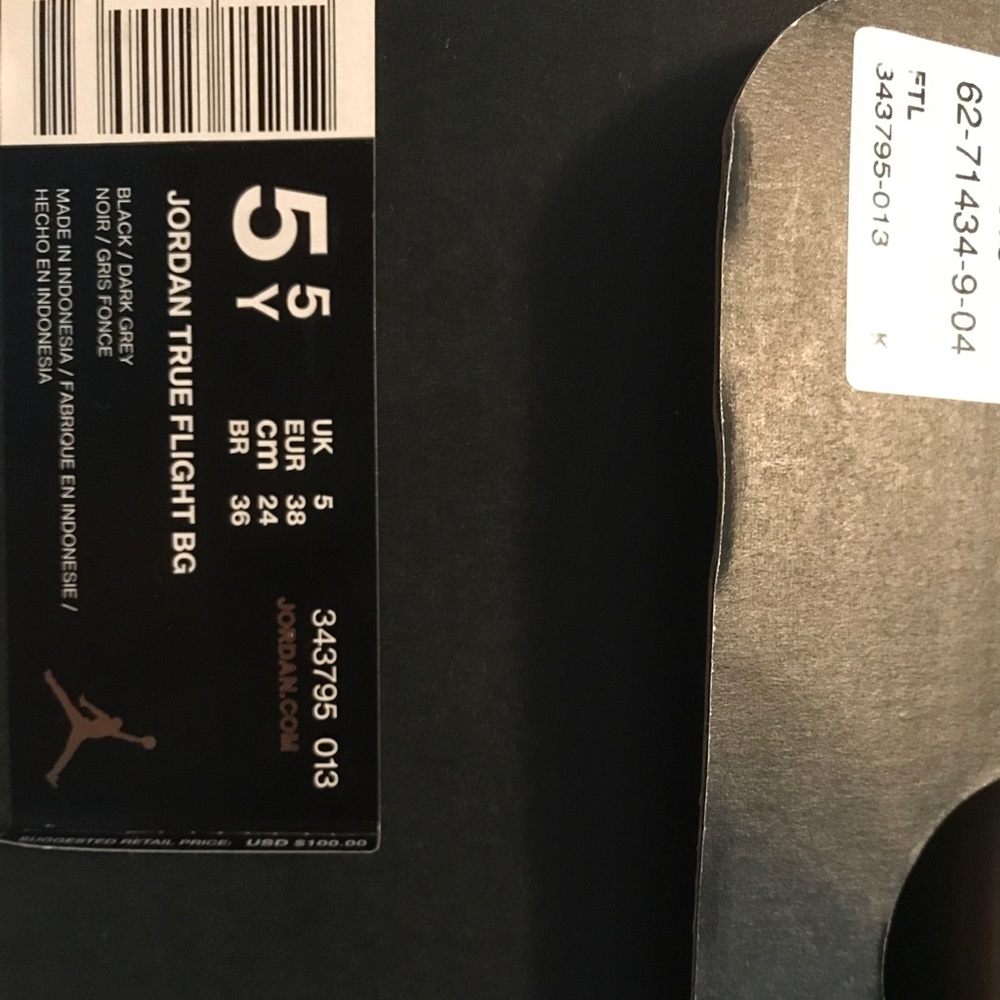 5 5
Y
UK 5
EUR 38
cm 24
BR 36
343795 013
JORDAN.COM
JORDAN TRUE FLIGHT BG
BLACK / DARK GREY
NOIR / GRIS FONCE
MADE IN INDONESIA / FABRIQUE EN INDONESIE /
HECHO EN INDONESIA
SUGGESTED RETAIL PRICE: USD $100.00
62-71434-9-04
FTL
343795-013 K